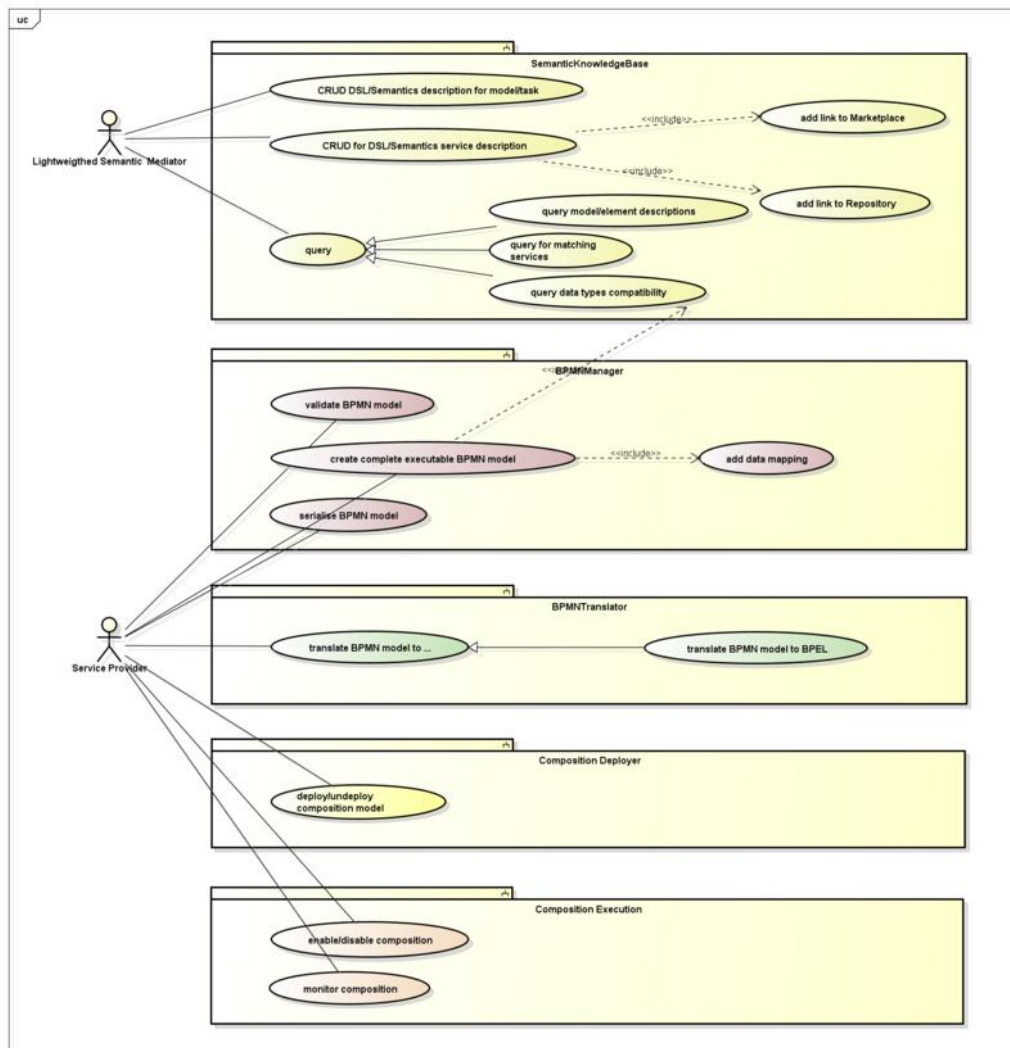 uc
SemanticKnowledgeBase
CRUD DSL/Semantics description for model/task
<<include>>
add link to Marketplace
CRUD for DSL/Semantics service description
Lightweigthed Semantic Mediator
<<include>>
add link to Repository
query model/element descriptions
query
query for matching
services
query data types compatibility
BPMNManager
validate BPMN model
create complete executable BPMN model
<<include>>
add data mapping
serialise BPMN model
BPMNTranslator
translate BPMN model to ...
translate BPMN model to BPEL
Service Provider
Composition Deployer
deploy/undeploy
composition model
Composition Execution
enable/disable composition
monitor composition